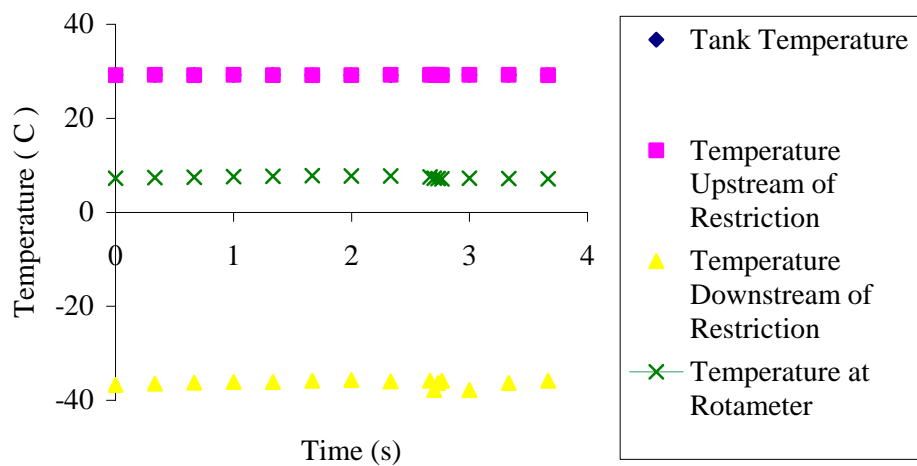 40
20
0
-20
-40
0
1
2
3
4
Temperature ( C )
Time (s)
Tank Temperature
Temperature
Upstream of
Restriction
Temperature
Downstream of
Restriction
Temperature at
Rotameter